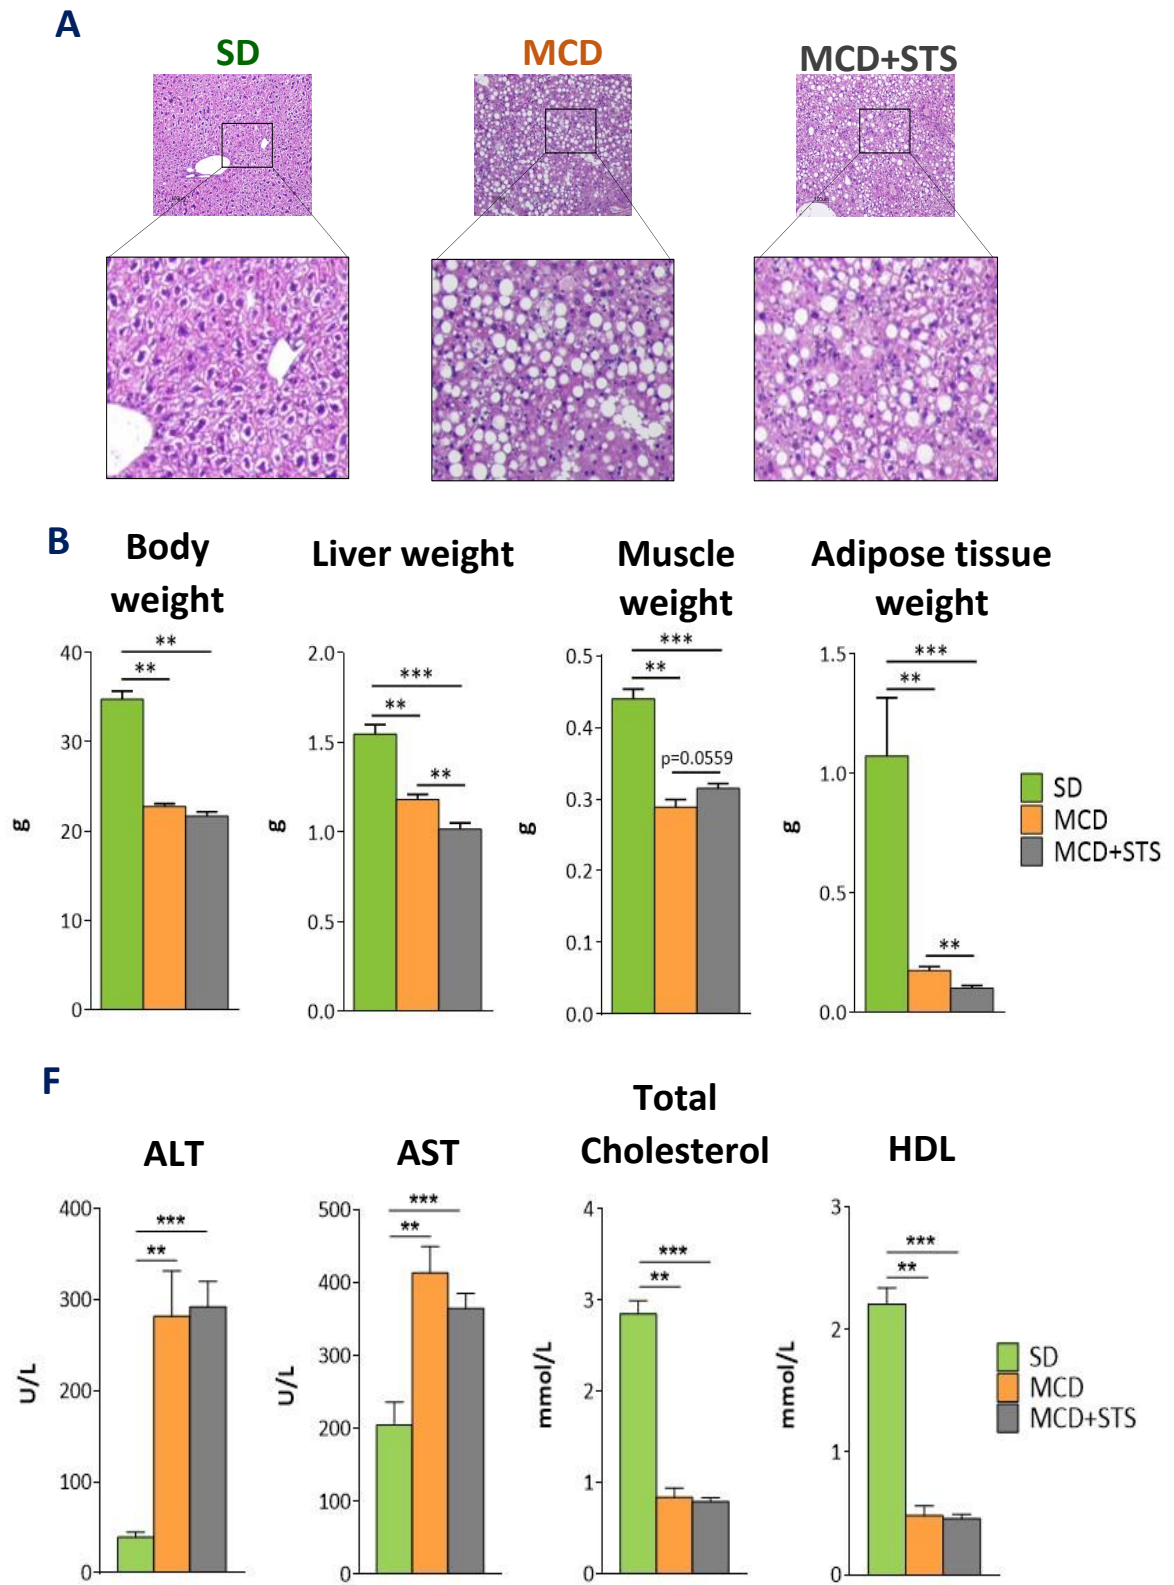 A
SD
MCD
MCD+STS
B
Body
weight
Liver weight
Muscle
weight
Adipose tissue
weight
g
40
30
20
10
0
**
**
g
2.0
1.5
1.0
0.5
0.0
***
**
**
g
0.5
0.4
0.3
0.2
0.1
0.0
***
**
p=0.0559
g
1.5
1.0
0.5
0.0
***
**
**
SD
MCD
MCD+STS
F
ALT
AST
Total
Cholesterol
HDL
U/L
400
300
200
100
0
***
**
U/L
500
400
300
200
100
0
***
**
mmol/L
4
3
2
1
0
***
**
mmol/L
3
2
1
0
***
**
SD
MCD
MCD+STS